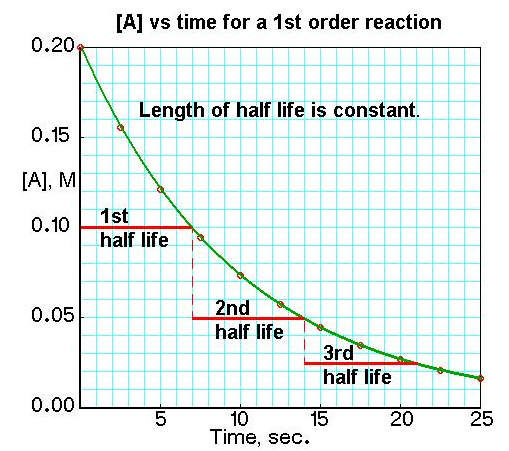 [A] vs time for a 1st order reaction
0.20
Length of half life is constant.
0.15
[A], M
0.10
1st
half life
0.05
2nd
half life
3rd
half life
0.00
5 10 15 20 25
Time, sec.